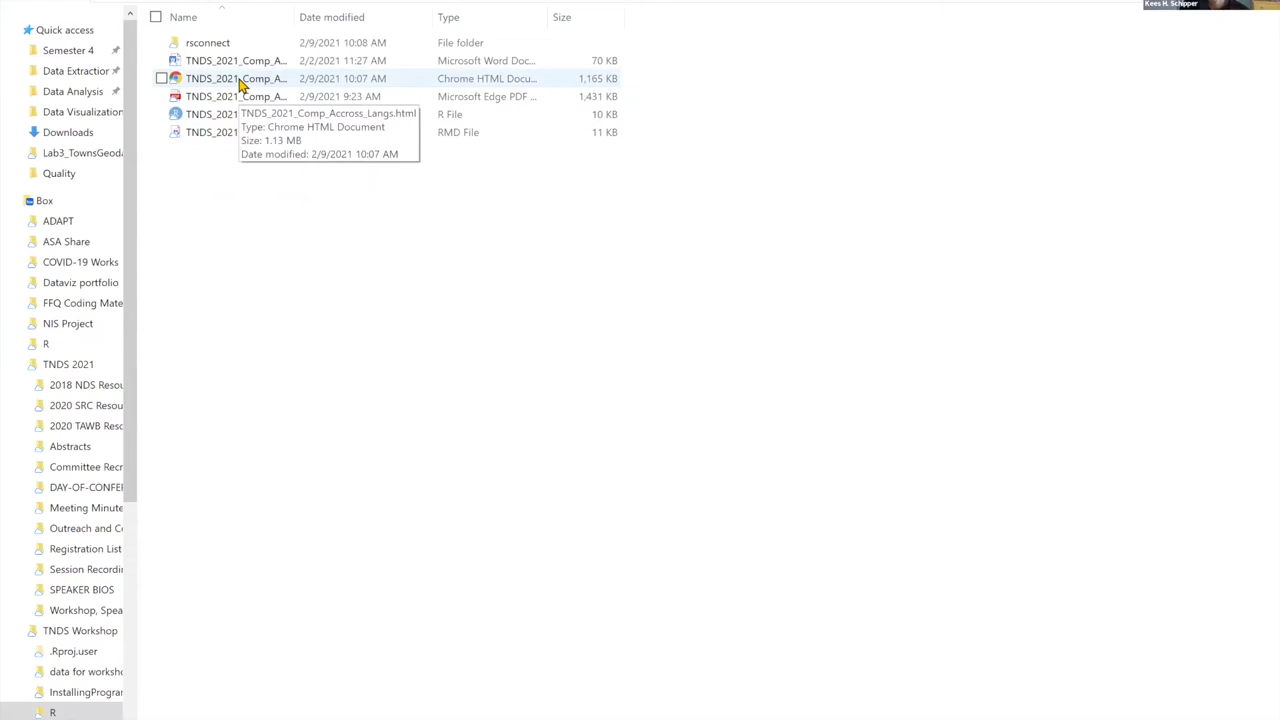 Kees H. Schipper
Name Date modified Type Size
Quick access
Semester 4
Data Extraction
Data Analysis
Data Visualization
Downloads
Lab3_TownsGeoda
Quality
Box
ADAPT
ASA Share
COVID-19 Works
Dataviz portfolio
FFQ Coding Mate
NIS Project
R
TNDS 2021
2018 NDS Resou
2020 SRC Resou
2020 TAWB Reso
Abstracts
Committee Recr
DAY-OF-CONFE
Meeting Minute
Outreach and Co
Registration List
Session Recordin
SPEAKER BIOS
Workshop, Spea
TNDS Workshop
.Rproj.user
data for worksho
InstallingProgram
R
rsconnect 2/9/2021 10:08 AM File folder
TNDS_2021_Comp_A... 2/2/2021 11:27 AM Microsoft Word Doc... 70 KB
TNDS_2021_Comp_A... 2/9/2021 10:07 AM Chrome HTML Docu... 1,165 KB
TNDS_2021_Comp_A... 2/9/2021 9:23 AM Microsoft Edge PDF ... 1,431 KB
TNDS_2021 R File 10 KB
TNDS_2021 RMD File 11 KB
TNDS_2021_Comp_Accross_Langs.html
Type: Chrome HTML Document
Size: 1.13 MB
Date modified: 2/9/2021 10:07 AM